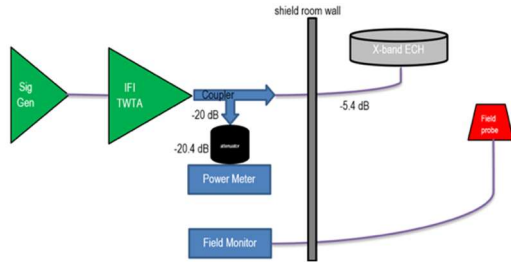 shield room wall
X-band ECH
Sig
Gen
IFI
TWTA
Coupler
-20 dB
-5.4 dB
Field
probe
-20.4 dB
attenuator
Power Meter
Field Monitor